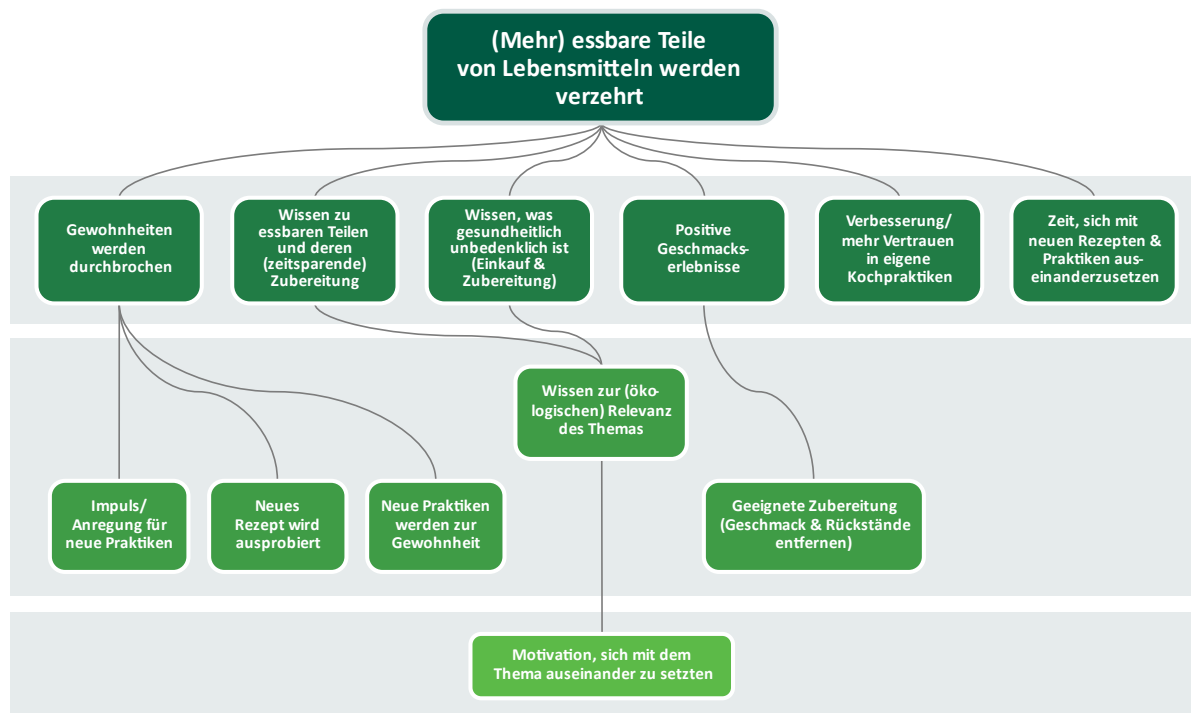 (Mehr) essbare Teile
von Lebensmitteln werden
verzehrt
Gewohnheiten
werden
durchbrochen
Wissen zu
essbaren Teilen
und deren
(zeitsparende)
Zubereitung
Wissen, was
gesundheitlich
unbedenklich ist
(Einkauf &
Zubereitung)
Positive
Geschmacks-
erlebnisse
Verbesserung/
mehr Vertrauen
in eigene
Kochpraktiken
Zeit, sich mit
neuen Rezepten &
Praktiken aus-
einanderzusetzen
Wissen zur (öko-
logischen) Relevanz
des Themas
Impuls/
Anregung für
neue Praktiken
Neues
Rezept wird
ausprobiert
Neue Praktiken
werden zur
Gewohnheit
Geeignete Zubereitung
(Geschmack & Rückstände
entfernen)
Motivation, sich mit dem
Thema auseinander zu setzten